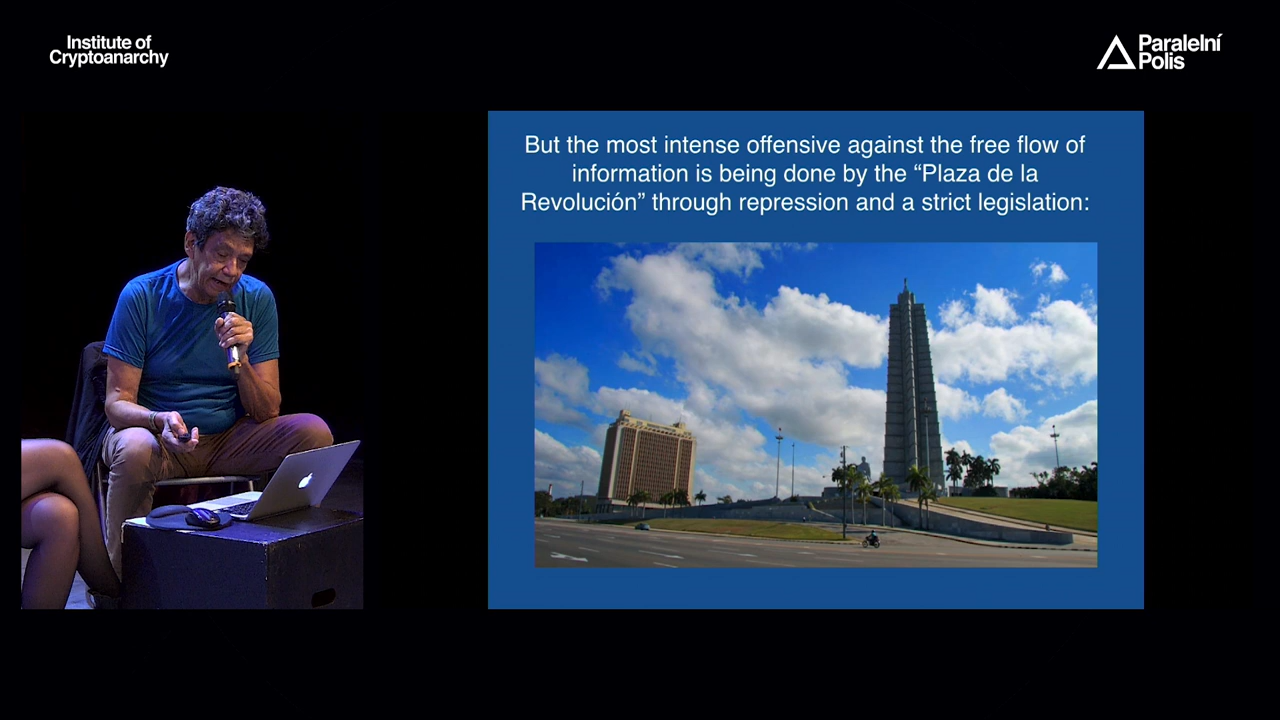 Institute of
Cryptoanarchy
Paralelní
Polis
But the most intense offensive against the free flow of
information is being done by the “Plaza de la
Revolución” through repression and a strict legislation: